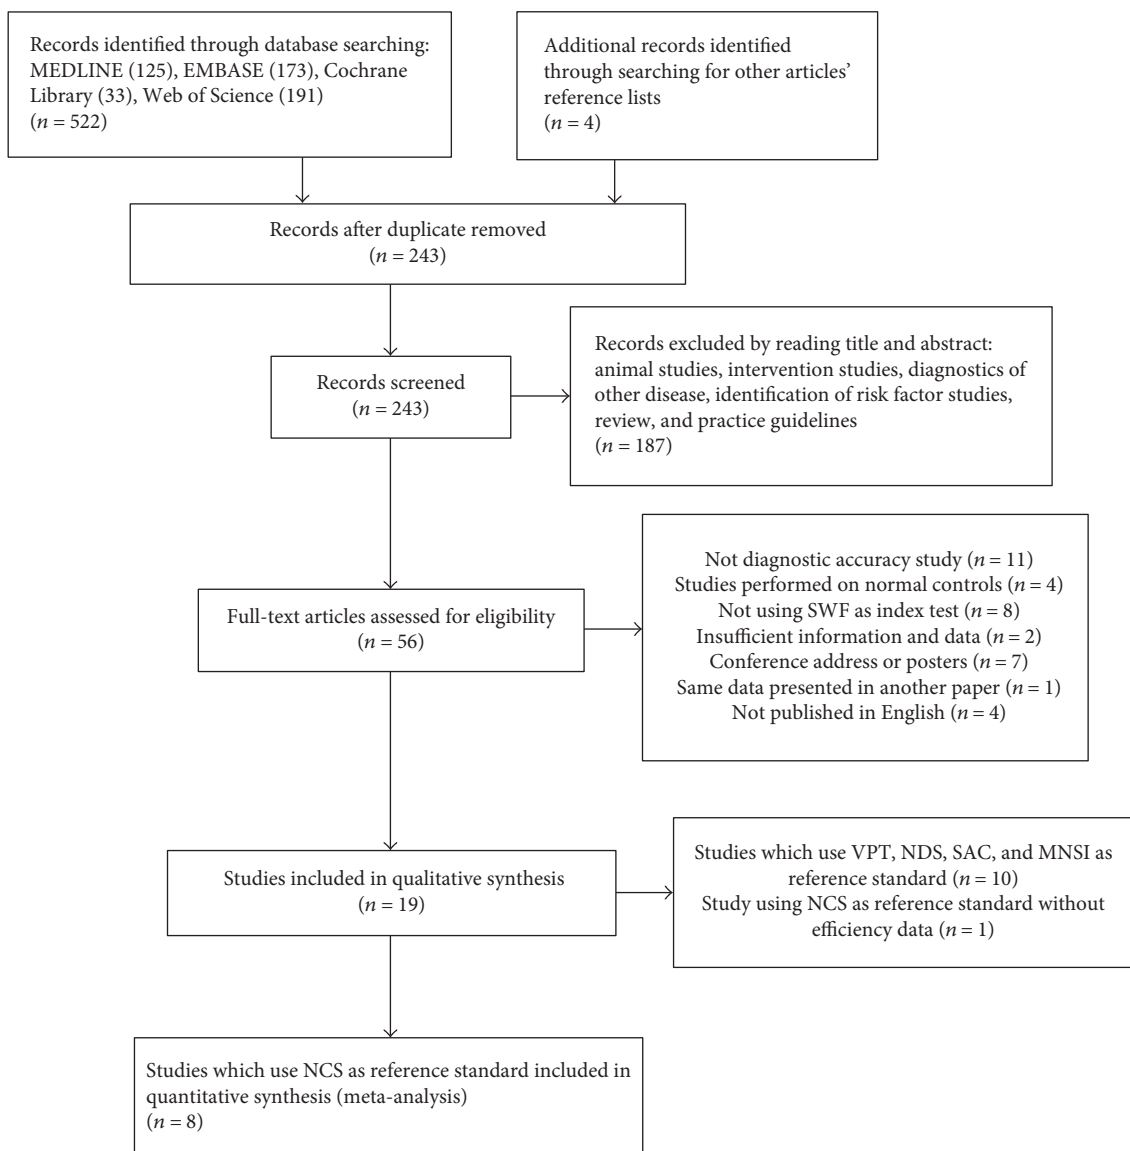 Records identified through database searching:
MEDLINE (125), EMBASE (173), Cochrane
Library (33), Web of Science (191)
(n = 522)
Additional records identified
through searching for other articles’
reference lists
(n = 4)
Records after duplicate removed
(n = 243)
Records screened
(n = 243)
Records excluded by reading title and abstract:
animal studies, intervention studies, diagnostics of
other disease, identification of risk factor studies,
review, and practice guidelines
(n = 187)
Full-text articles assessed for eligibility
(n = 56)
Not diagnostic accuracy study (n = 11)
Studies performed on normal controls (n = 4)
Not using SWF as index test (n = 8)
Insufficient information and data (n = 2)
Conference address or posters (n = 7)
Same data presented in another paper (n = 1)
Not published in English (n = 4)
Studies included in qualitative synthesis
(n = 19)
Studies which use VPT, NDS, SAC, and MNSI as
reference standard (n = 10)
Study using NCS as reference standard without
efficiency data (n = 1)
Studies which use NCS as reference standard included in
quantitative synthesis (meta-analysis)
(n = 8)